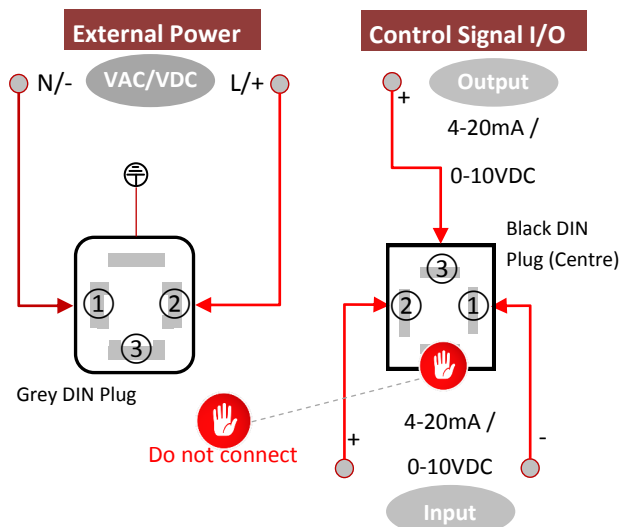 External Power
N/-
VAC/VDC
L/+
1
2
3
Grey DIN Plug
Do not connect
Control Signal I/O
Output
+
4-20mA /
0-10VDC
Black DIN
Plug (Centre)
3
2
1
+
4-20mA /
-
0-10VDC
Input